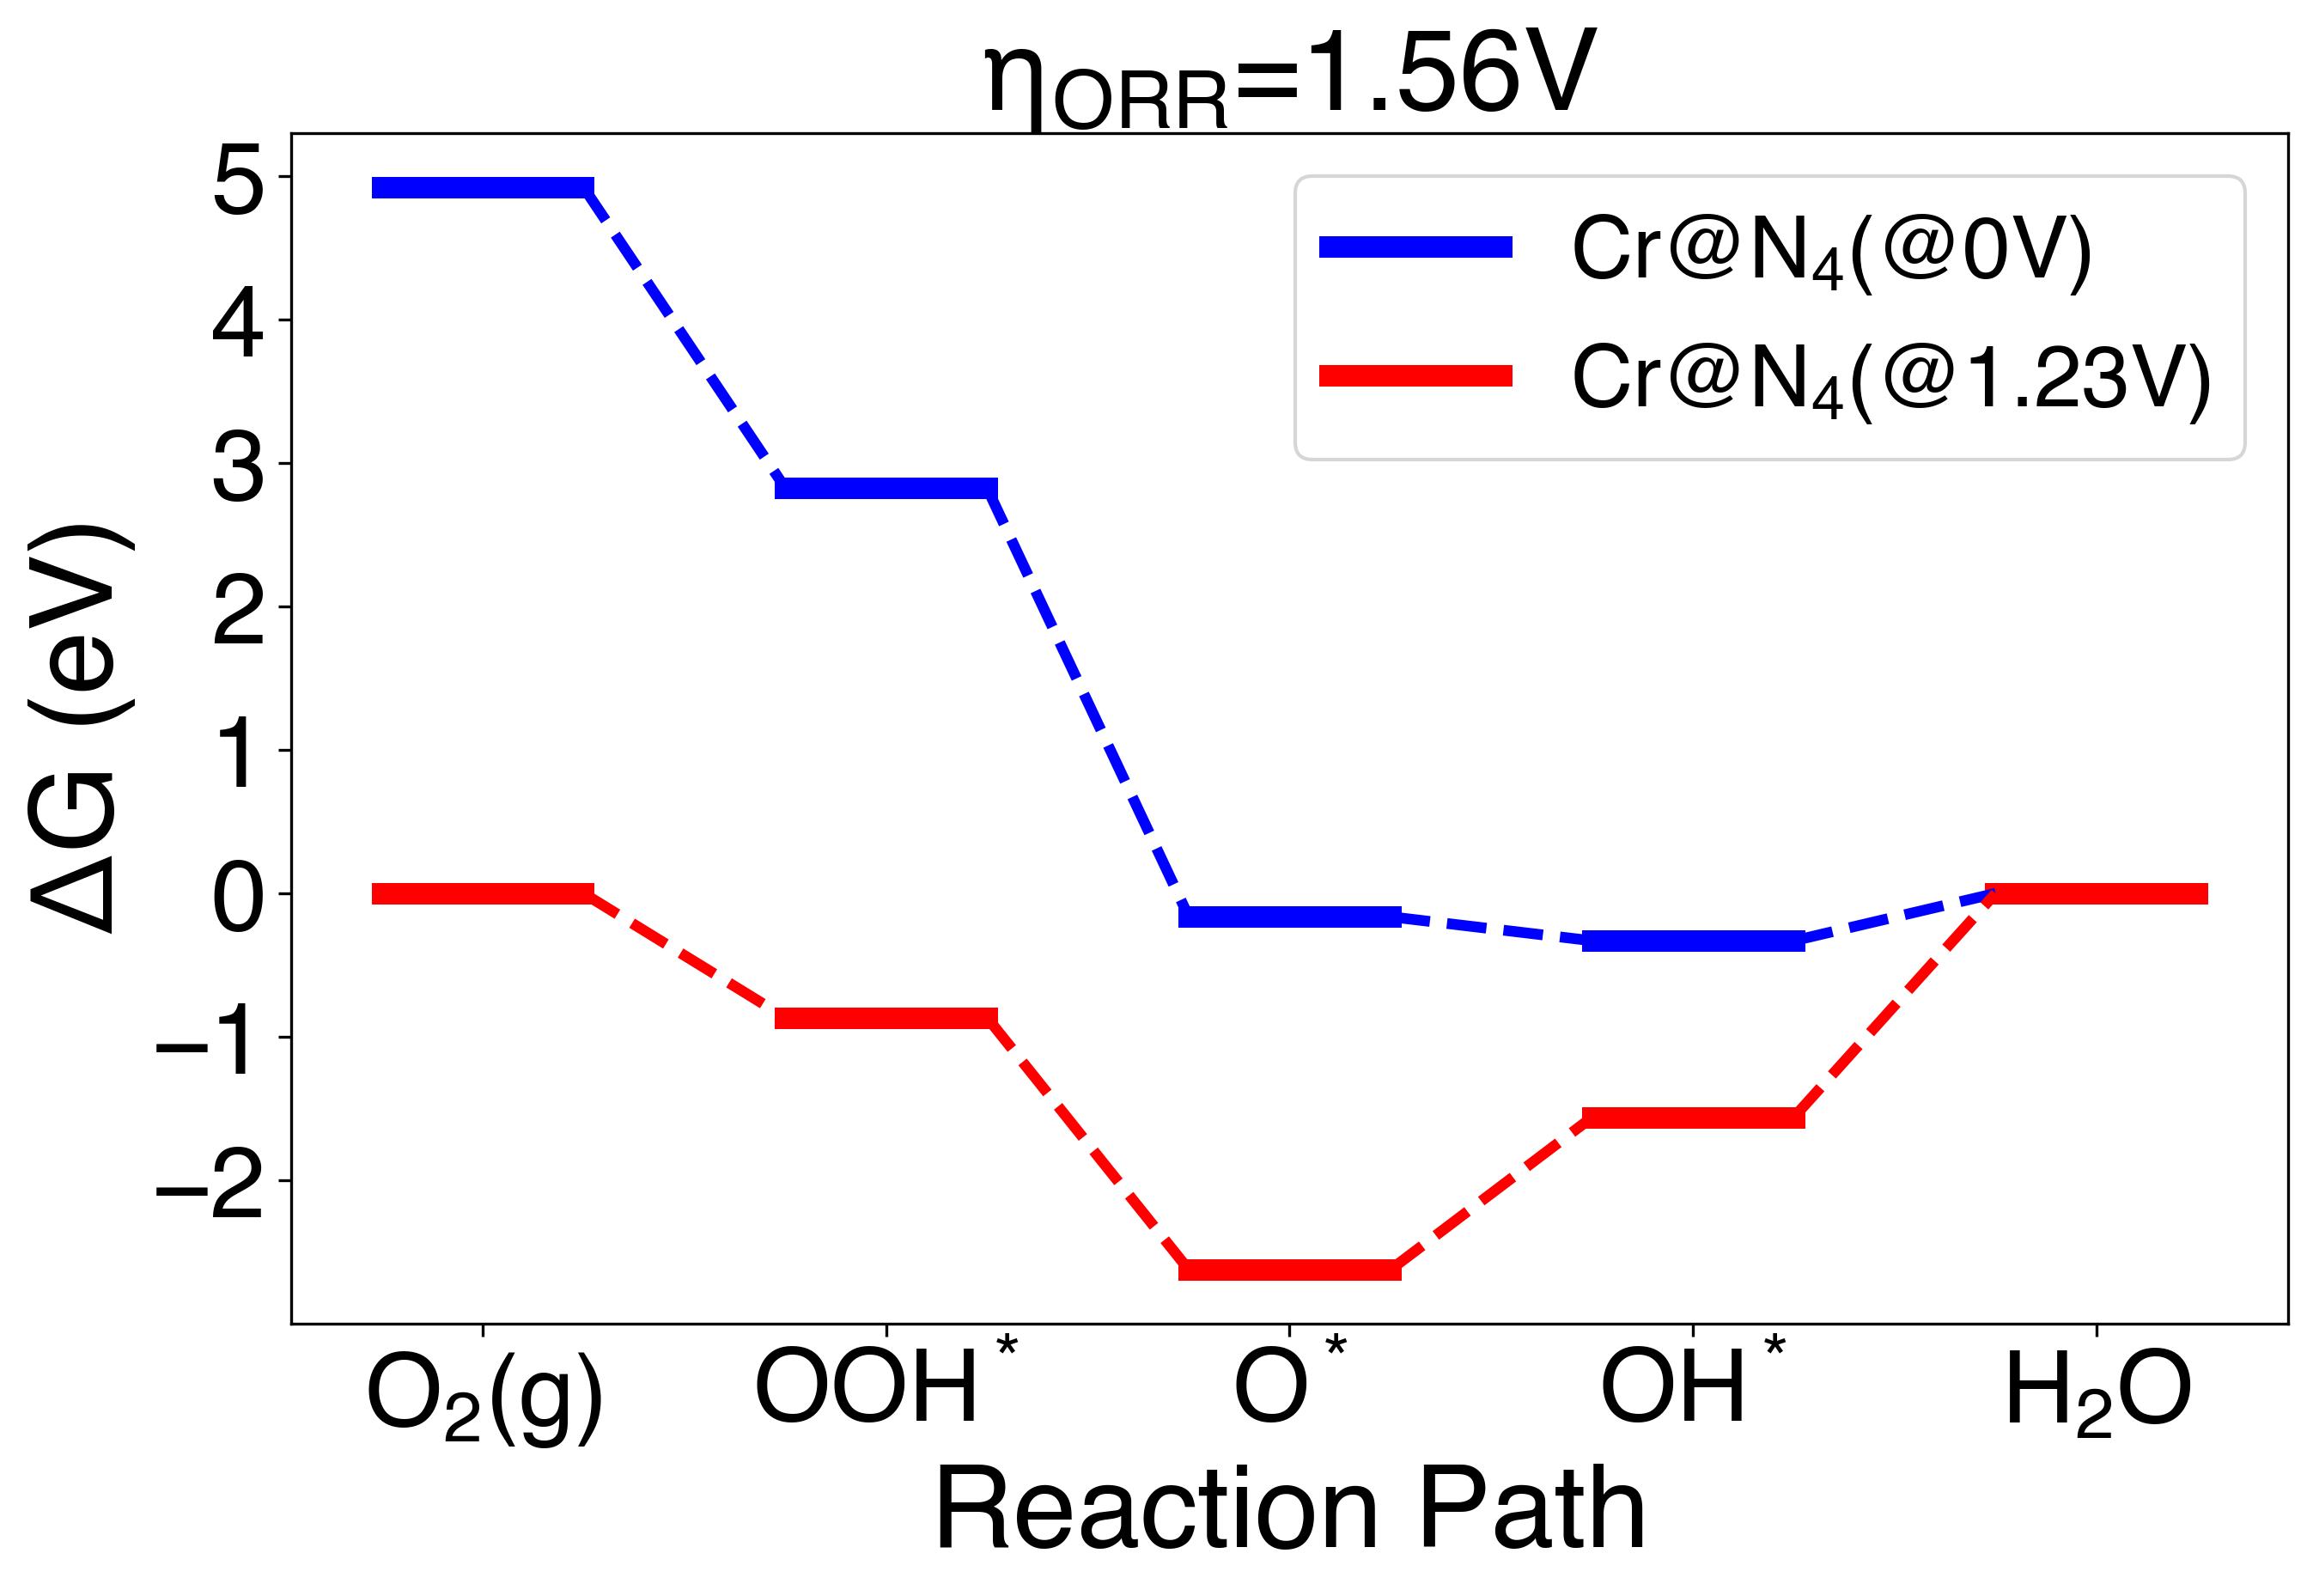 η_ORR=1.56V
Cr@N₄(@0V)
Cr@N₄(@1.23V)
ΔG (eV)
5
4
3
2
1
0
−1
−2
O₂(g) OOH* O* OH* H₂O
Reaction Path